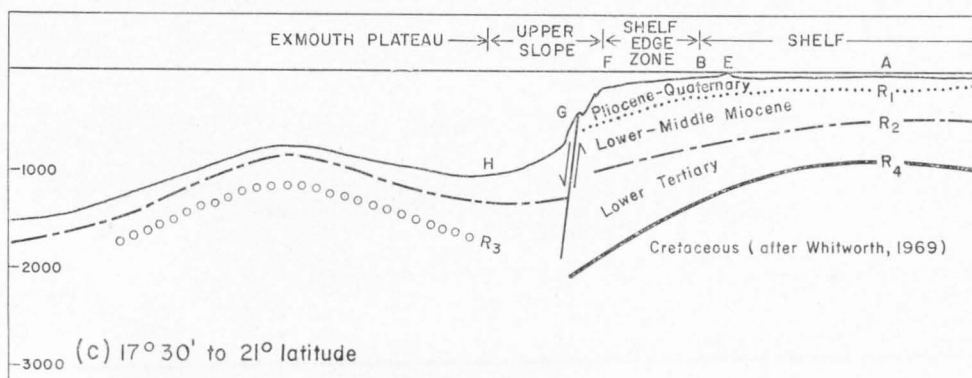 EXMOUTH PLATEAU
UPPER
SLOPE
SHELF
EDGE
ZONE
SHELF
F
B
E
A
G
H
Pliocene-Quaternary
R1
Lower-Middle Miocene
R2
Lower Tertiary
R4
R3
Cretaceous (after Whitworth, 1969)
1000
2000
3000
(C) 17°30' to 21° latitude